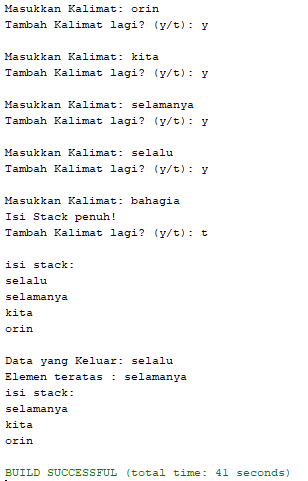 Masukkan Kalimat: orin
Tambah Kalimat lagi? (y/t): y
Masukkan Kalimat: kita
Tambah Kalimat lagi? (y/t): y
Masukkan Kalimat: selamanya
Tambah Kalimat lagi? (y/t): y
Masukkan Kalimat: selalu
Tambah Kalimat lagi? (y/t): y
Masukkan Kalimat: bahagia
Isi Stack penuh!
Tambah Kalimat lagi? (y/t): t
isi stack:
selalu
selamanya
kita
orin
Data yang Keluar: selalu
Elemen teratas : selamanya
isi stack:
selamanya
kita
orin
BUILD SUCCESSFUL (total time: 41 seconds)